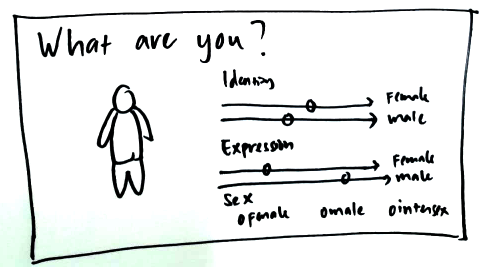 What are you?
Identity
Female
male
Expression
Female
male
Sex
Female
male
intersex